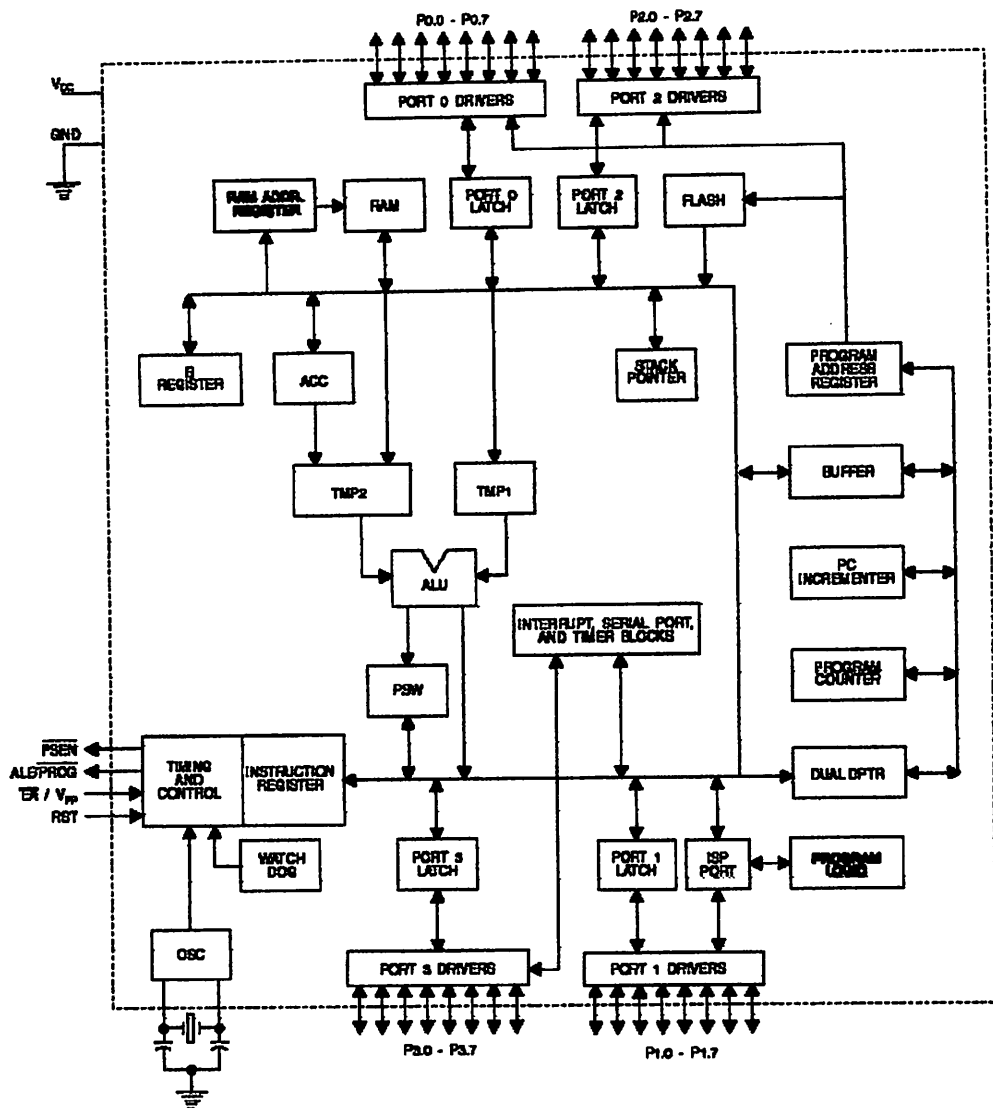 P0.0 - P0.7
P2.0 - P2.7
VCC
PORT 0 DRIVERS
PORT 2 DRIVERS
GND
RAM ADDR.
REGISTER
RAM
PORT 0
LATCH
PORT 2
LATCH
FLASH
B
REGISTER
ACC
STACK
POINTER
PROGRAM
ADDRESS
REGISTER
BUFFER
TMP2
TMP1
ALU
PC
INCREMENTER
INTERRUPT, SERIAL PORT,
AND TIMER BLOCKS
PROGRAM
COUNTER
PSW
PSEN
ALE/PROG
EA / VPP
RST
TIMING
AND
CONTROL
INSTRUCTION
REGISTER
DUAL DPTR
WATCH
DOG
PORT 3
LATCH
PORT 1
LATCH
ISP
PORT
PROGRAM
LOGIC
OSC
PORT 3 DRIVERS
PORT 1 DRIVERS
P3.0 - P3.7
P1.0 - P1.7